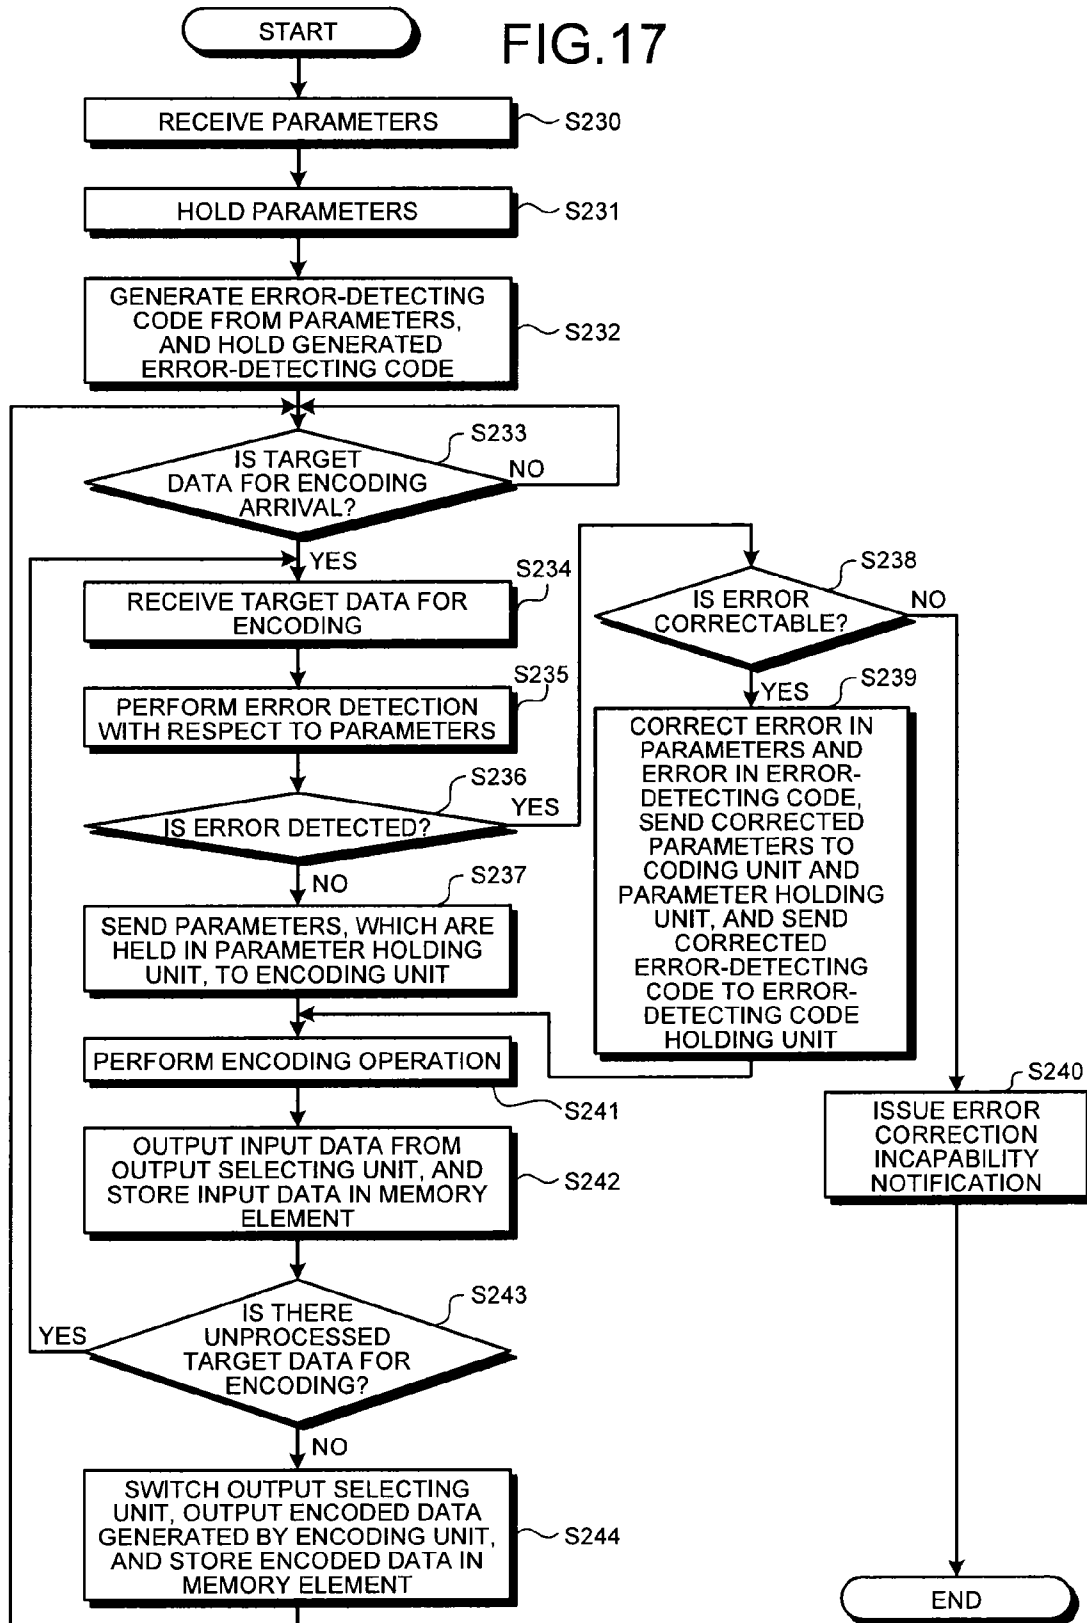 START
FIG.17
RECEIVE PARAMETERS
S230
HOLD PARAMETERS
S231
GENERATE ERROR-DETECTING
CODE FROM PARAMETERS,
AND HOLD GENERATED
ERROR-DETECTING CODE
S232
S233
IS TARGET
DATA FOR ENCODING
ARRIVAL?
NO
YES
S234
RECEIVE TARGET DATA FOR
ENCODING
S235
PERFORM ERROR DETECTION
WITH RESPECT TO PARAMETERS
S236
IS ERROR DETECTED?
YES
NO
S237
SEND PARAMETERS, WHICH ARE
HELD IN PARAMETER HOLDING
UNIT, TO ENCODING UNIT
S238
IS ERROR
CORRECTABLE?
NO
YES
S239
CORRECT ERROR IN
PARAMETERS AND
ERROR IN ERROR-
DETECTING CODE,
SEND CORRECTED
PARAMETERS TO
CODING UNIT AND
PARAMETER HOLDING
UNIT, AND SEND
CORRECTED
ERROR-DETECTING
CODE TO ERROR-
DETECTING CODE
HOLDING UNIT
S240
ISSUE ERROR
CORRECTION
INCAPABILITY
NOTIFICATION
PERFORM ENCODING OPERATION
S241
OUTPUT INPUT DATA FROM
OUTPUT SELECTING UNIT, AND
STORE INPUT DATA IN MEMORY
ELEMENT
S242
S243
IS THERE
UNPROCESSED
TARGET DATA FOR
ENCODING?
YES
NO
SWITCH OUTPUT SELECTING
UNIT, OUTPUT ENCODED DATA
GENERATED BY ENCODING UNIT,
AND STORE ENCODED DATA IN
MEMORY ELEMENT
S244
END